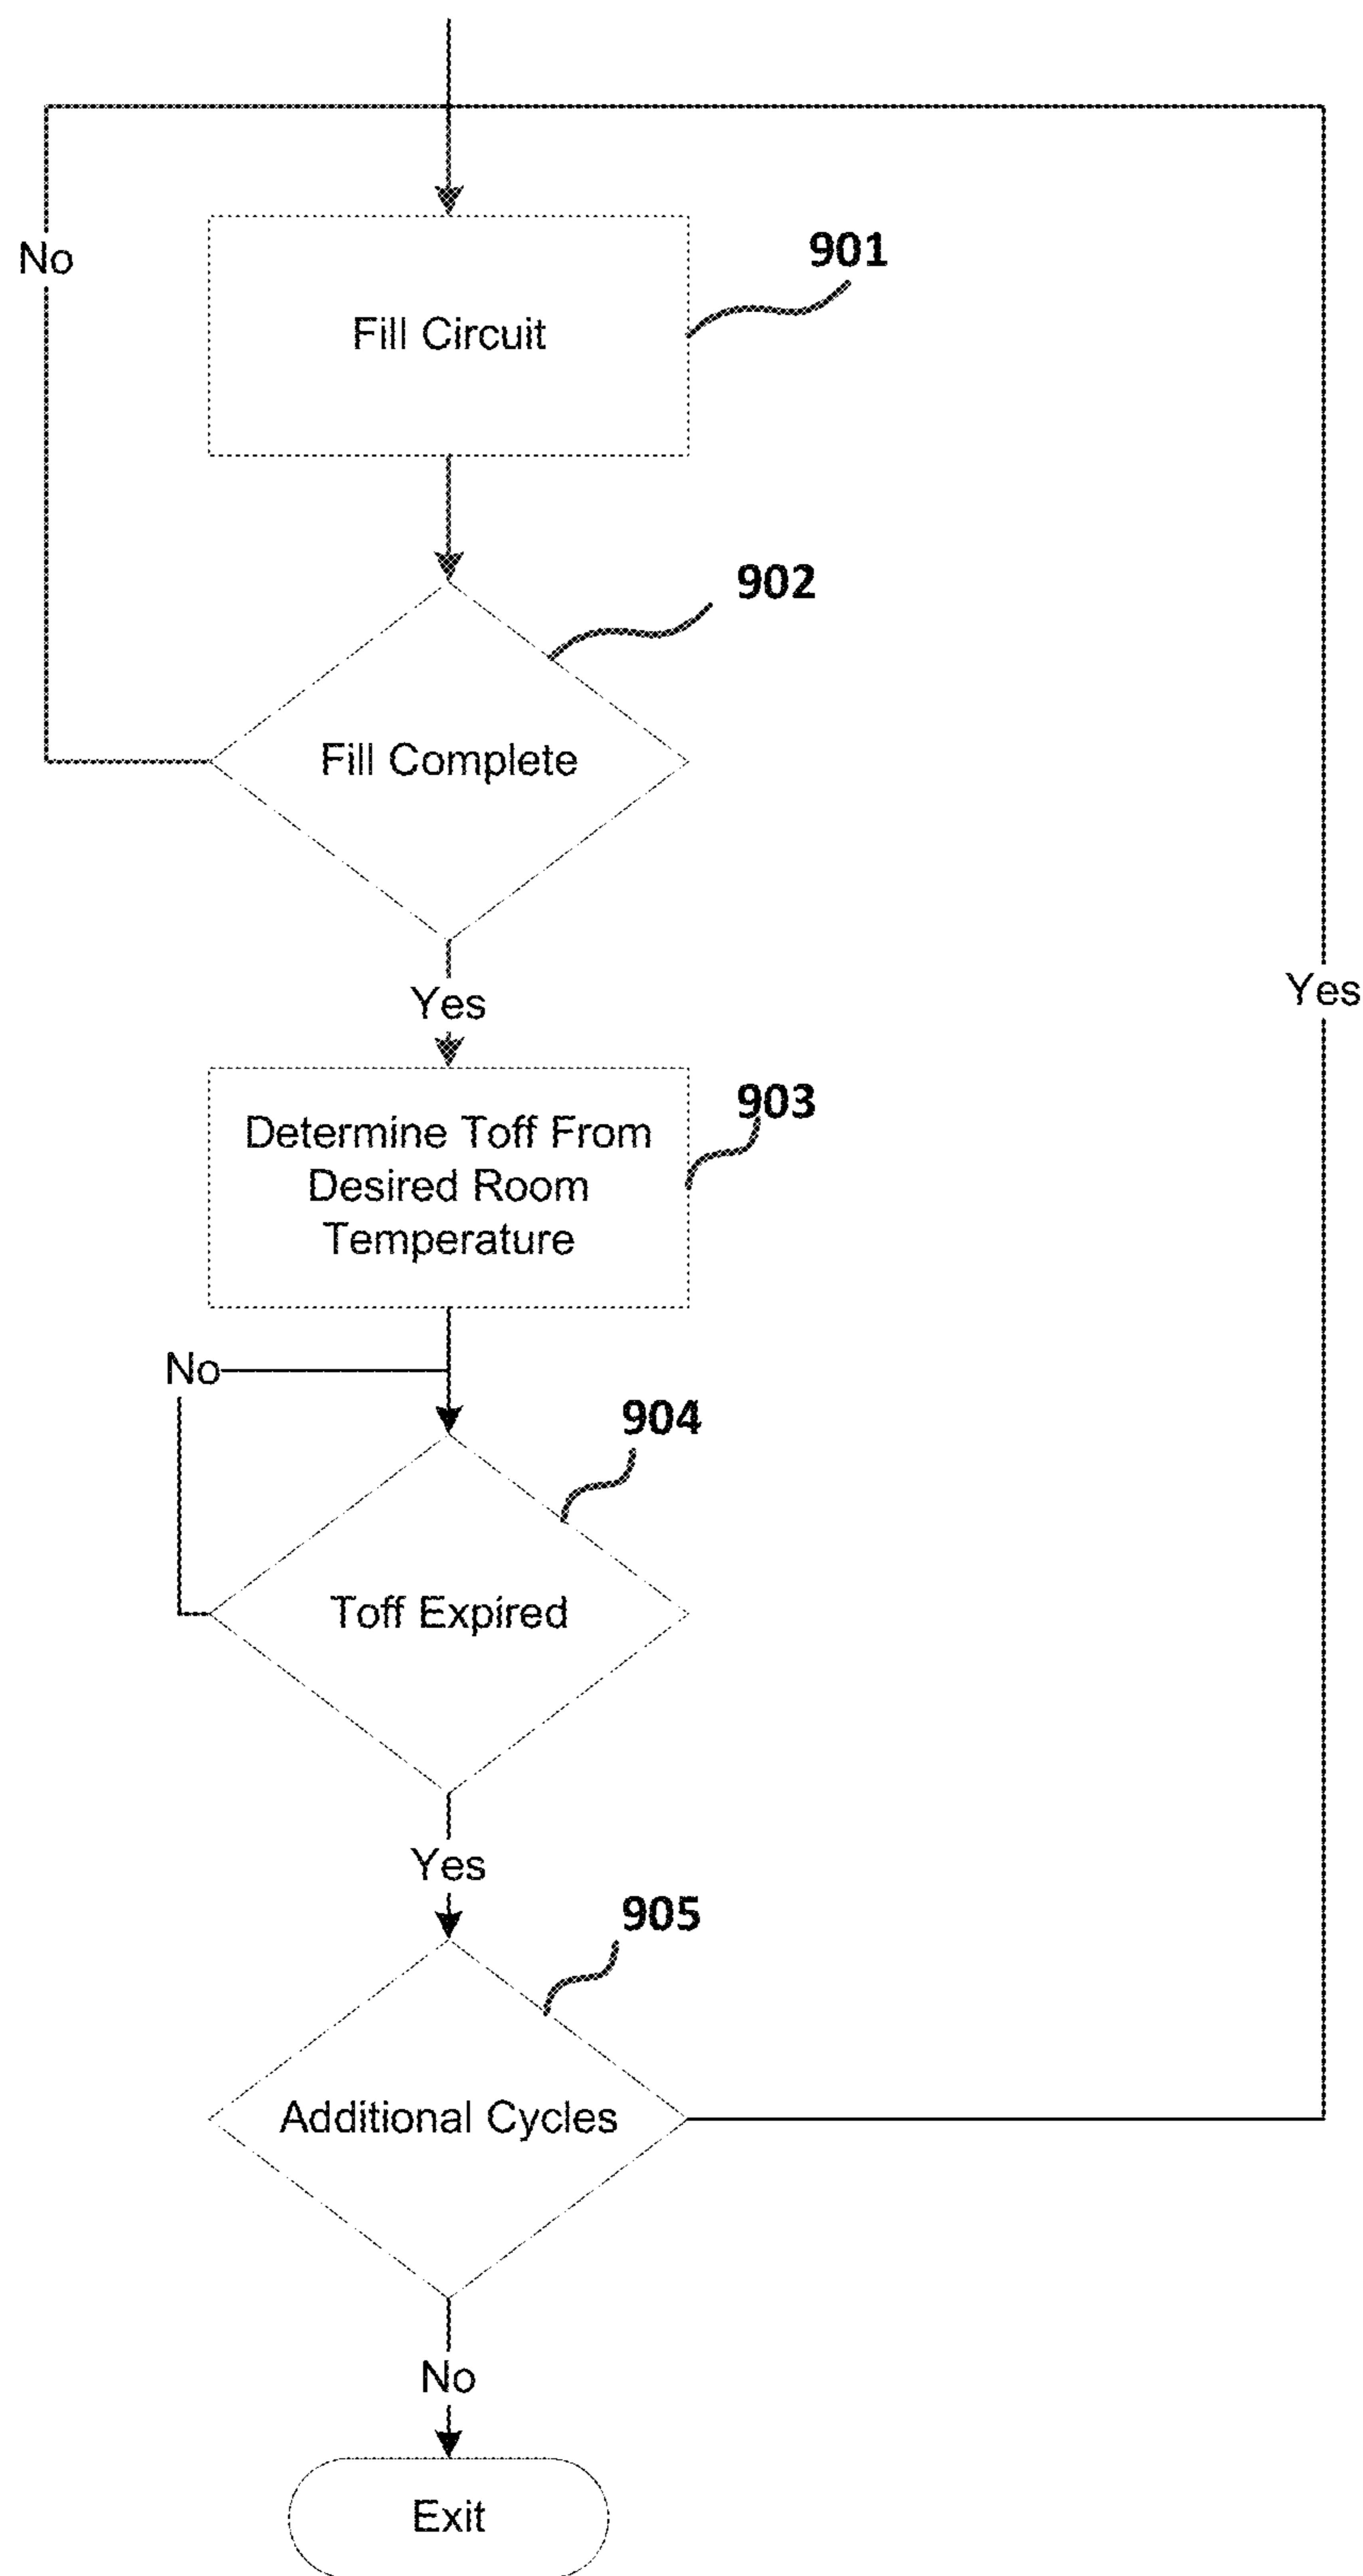 No
901
Fill Circuit
902
Fill Complete
Yes
Yes
903
Determine Toff From
Desired Room
Temperature
No
904
Toff Expired
Yes
905
Additional Cycles
No
Exit